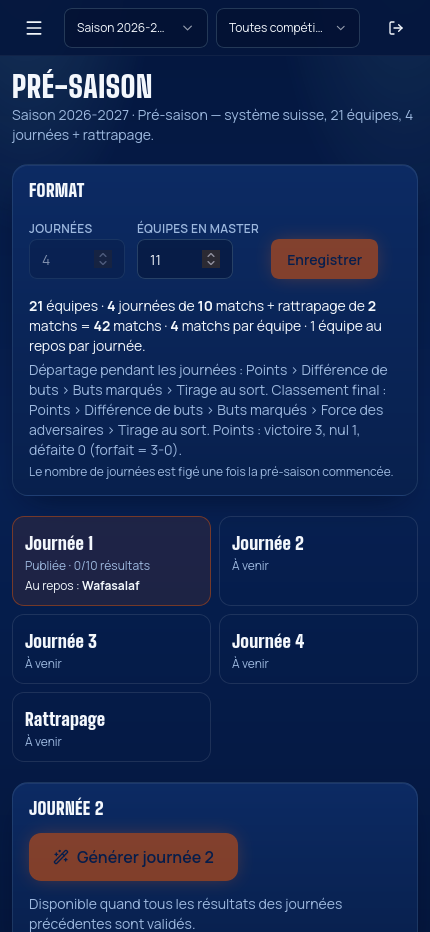 Saison 2026-2...
Toutes compéti...
PRÉ-SAISON
Saison 2026-2027 · Pré-saison — système suisse, 21 équipes, 4
journées + rattrapage.
FORMAT
JOURNÉES
ÉQUIPES EN MASTER
4
11
Enregistrer
21 équipes · 4 journées de 10 matchs + rattrapage de 2
matchs = 42 matchs · 4 matchs par équipe · 1 équipe au
repos par journée.
Départage pendant les journées : Points > Différence de
buts > Buts marqués > Tirage au sort. Classement final :
Points > Différence de buts > Buts marqués > Force des
adversaires > Tirage au sort. Points : victoire 3, nul 1,
défaite 0 (forfait = 3-0).
Le nombre de journées est figé une fois la pré-saison commencée.
Journée 1
Publiée · 0/10 résultats
Au repos : Wafasalaf
Journée 2
À venir
Journée 3
À venir
Journée 4
À venir
Rattrapage
À venir
JOURNÉE 2
Générer journée 2
Disponible quand tous les résultats des journées
précédentes sont validés.